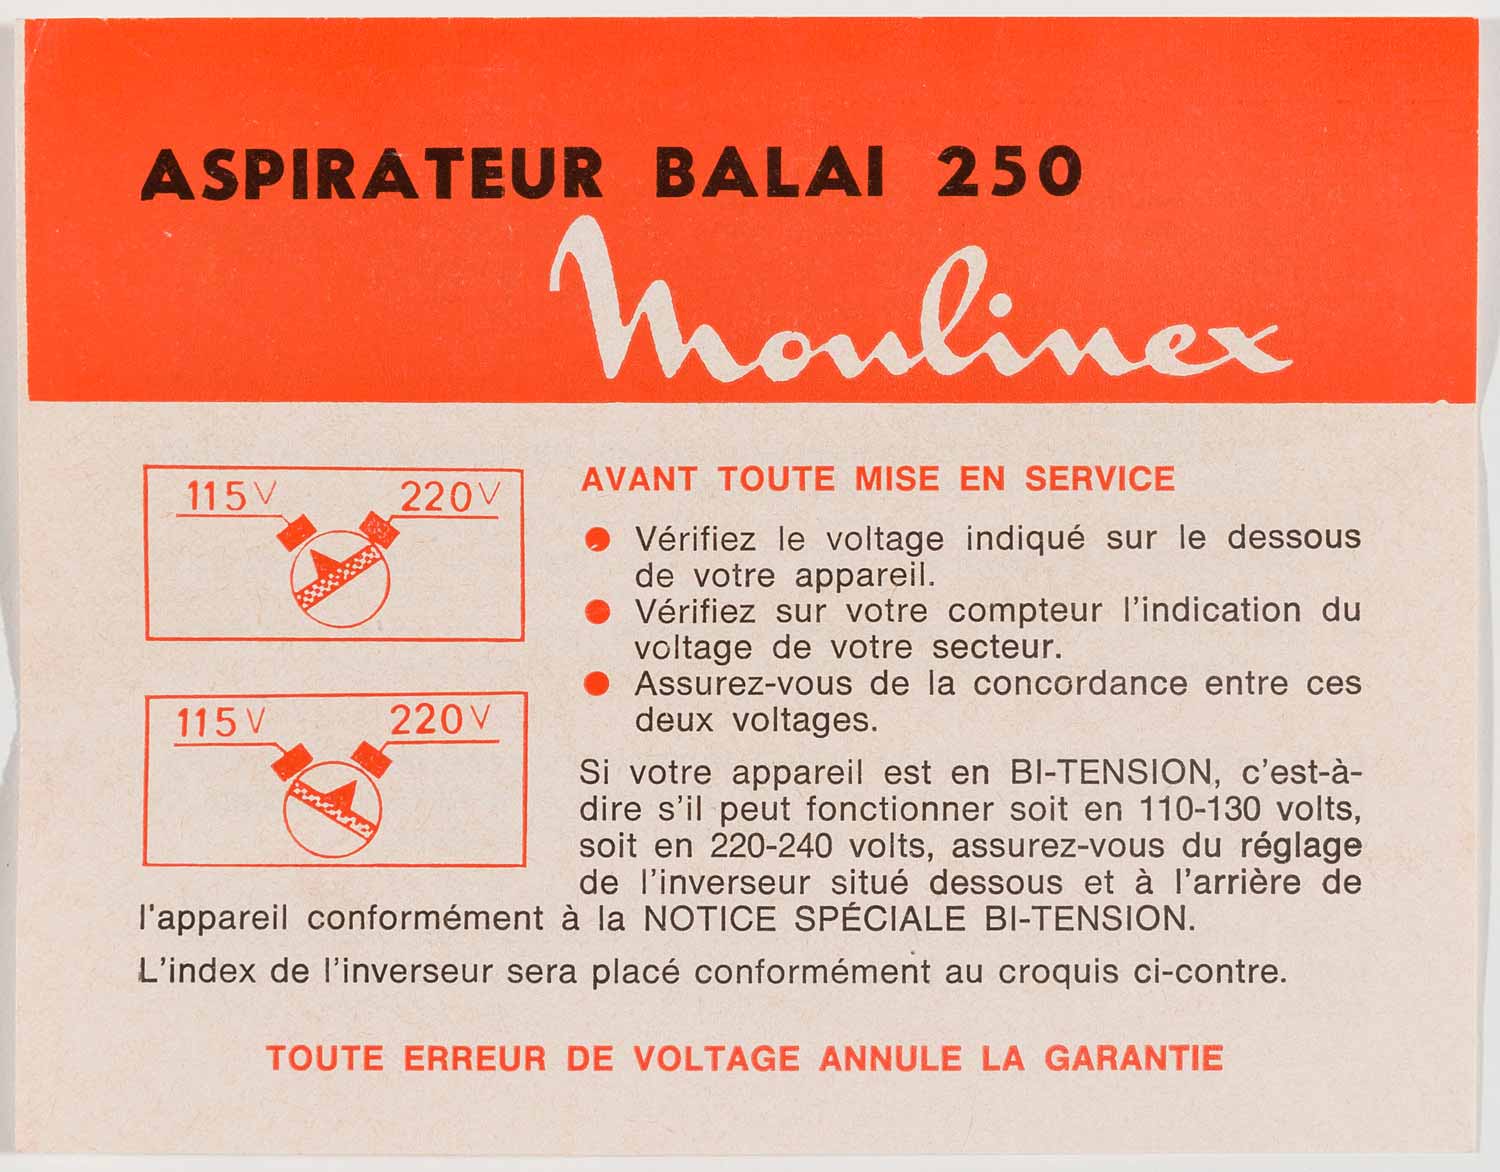 ASPIRATEUR BALAI 250
Moulinex
115V 220V
115V 220V
AVANT TOUTE MISE EN SERVICE
● Vérifiez le voltage indiqué sur le dessous
de votre appareil.
● Vérifiez sur votre compteur l'indication du
voltage de votre secteur.
● Assurez-vous de la concordance entre ces
deux voltages.
Si votre appareil est en BI-TENSION, c'est-à-
dire s'il peut fonctionner soit en 110-130 volts,
soit en 220-240 volts, assurez-vous du réglage
de l'inverseur situé dessous et à l'arrière de
l'appareil conformément à la NOTICE SPÉCIALE BI-TENSION.
L'index de l'inverseur sera placé conformément au croquis ci-contre.
TOUTE ERREUR DE VOLTAGE ANNULE LA GARANTIE